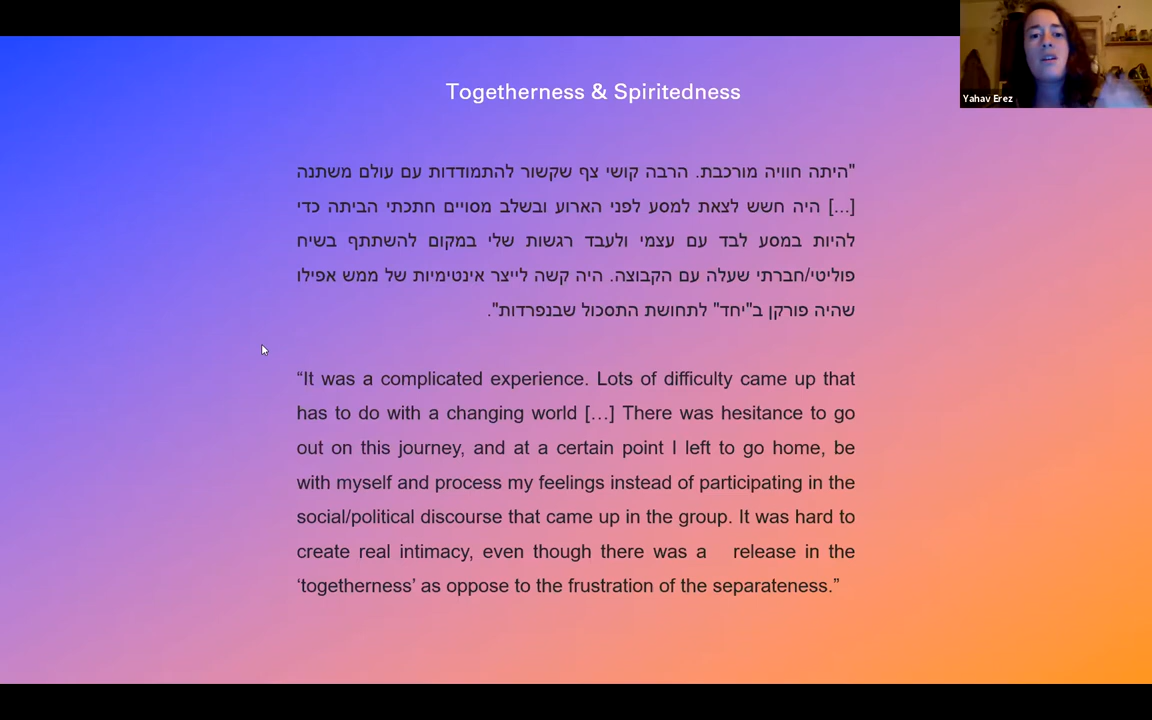 Togetherness & Spiritedness
Yahav Erez
"היתה חוויה מורכבת. הרבה קושי צף שקשור להתמודדות עם עולם משתנה
[...] היה חשש לצאת למסע לפני הארוע ובשלב מסויים חתכתי הביתה כדי
להיות במסע לבד עם עצמי ולעבד רגשות שלי במקום להשתתף בשיח
פוליטי/חברתי שעלה עם הקבוצה. היה קשה לייצר אינטימיות של ממש אפילו
שהיה פורקן ב"יחד" לתחושת התסכול שבנפרדות".
“It was a complicated experience. Lots of difficulty came up that
has to do with a changing world […] There was hesitance to go
out on this journey, and at a certain point I left to go home, be
with myself and process my feelings instead of participating in the
social/political discourse that came up in the group. It was hard to
create real intimacy, even though there was a release in the
‘togetherness’ as oppose to the frustration of the separateness.”